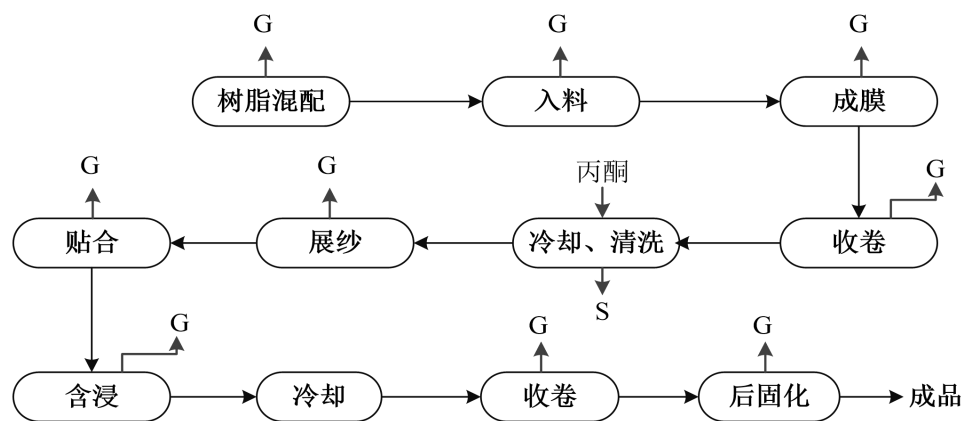 G G G
树脂混配 入料 成膜
G G 丙酮 G
贴合 展纱 冷却、清洗 收卷
S
G G G
含浸 冷却 收卷 后固化 成品